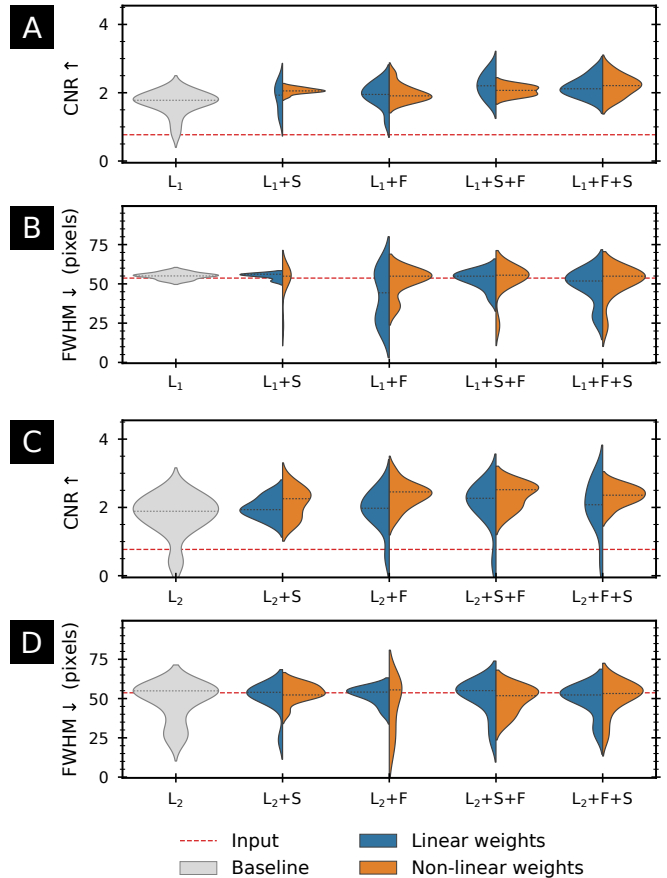 A
CNR ↑
4
2
0
L₁
L₁+S
L₁+F
L₁+S+F
L₁+F+S
B
FWHM ↓ (pixels)
75
50
25
0
L₁
L₁+S
L₁+F
L₁+S+F
L₁+F+S
C
CNR ↑
4
2
0
L₂
L₂+S
L₂+F
L₂+S+F
L₂+F+S
D
FWHM ↓ (pixels)
75
50
25
0
L₂
L₂+S
L₂+F
L₂+S+F
L₂+F+S
Input
Linear weights
Baseline
Non-linear weights